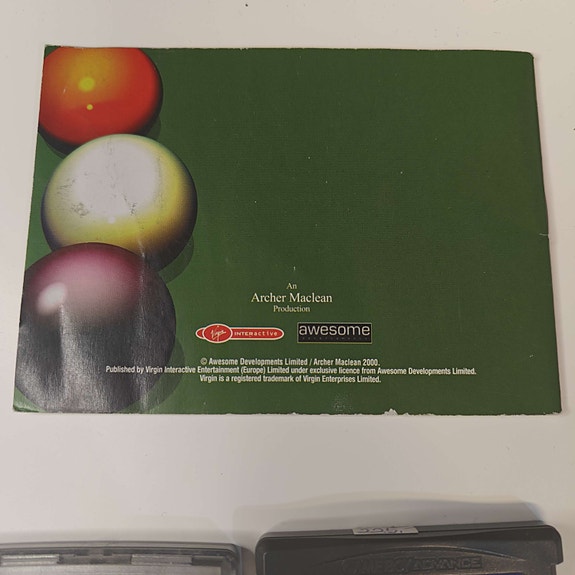 An
Archer Maclean
Production
Virgin INTERactive
awesome
© Awesome Developments Limited / Archer Maclean 2000.
Published by Virgin Interactive Entertainment (Europe) Limited under exclusive licence from Awesome Developments Limited.
Virgin is a registered trademark of Virgin Enterprises Limited.
ADVANCE